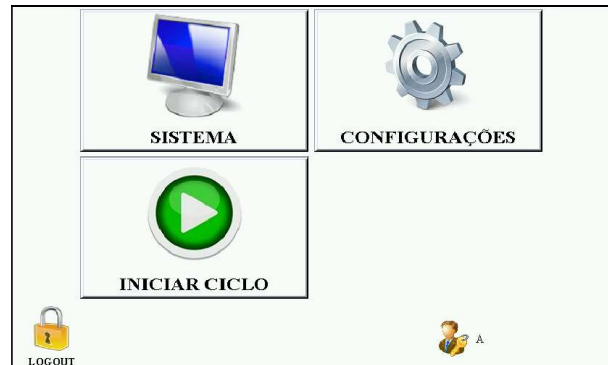 SISTEMA
CONFIGURAÇÕES
INICIAR CICLO
A
LOGOUT